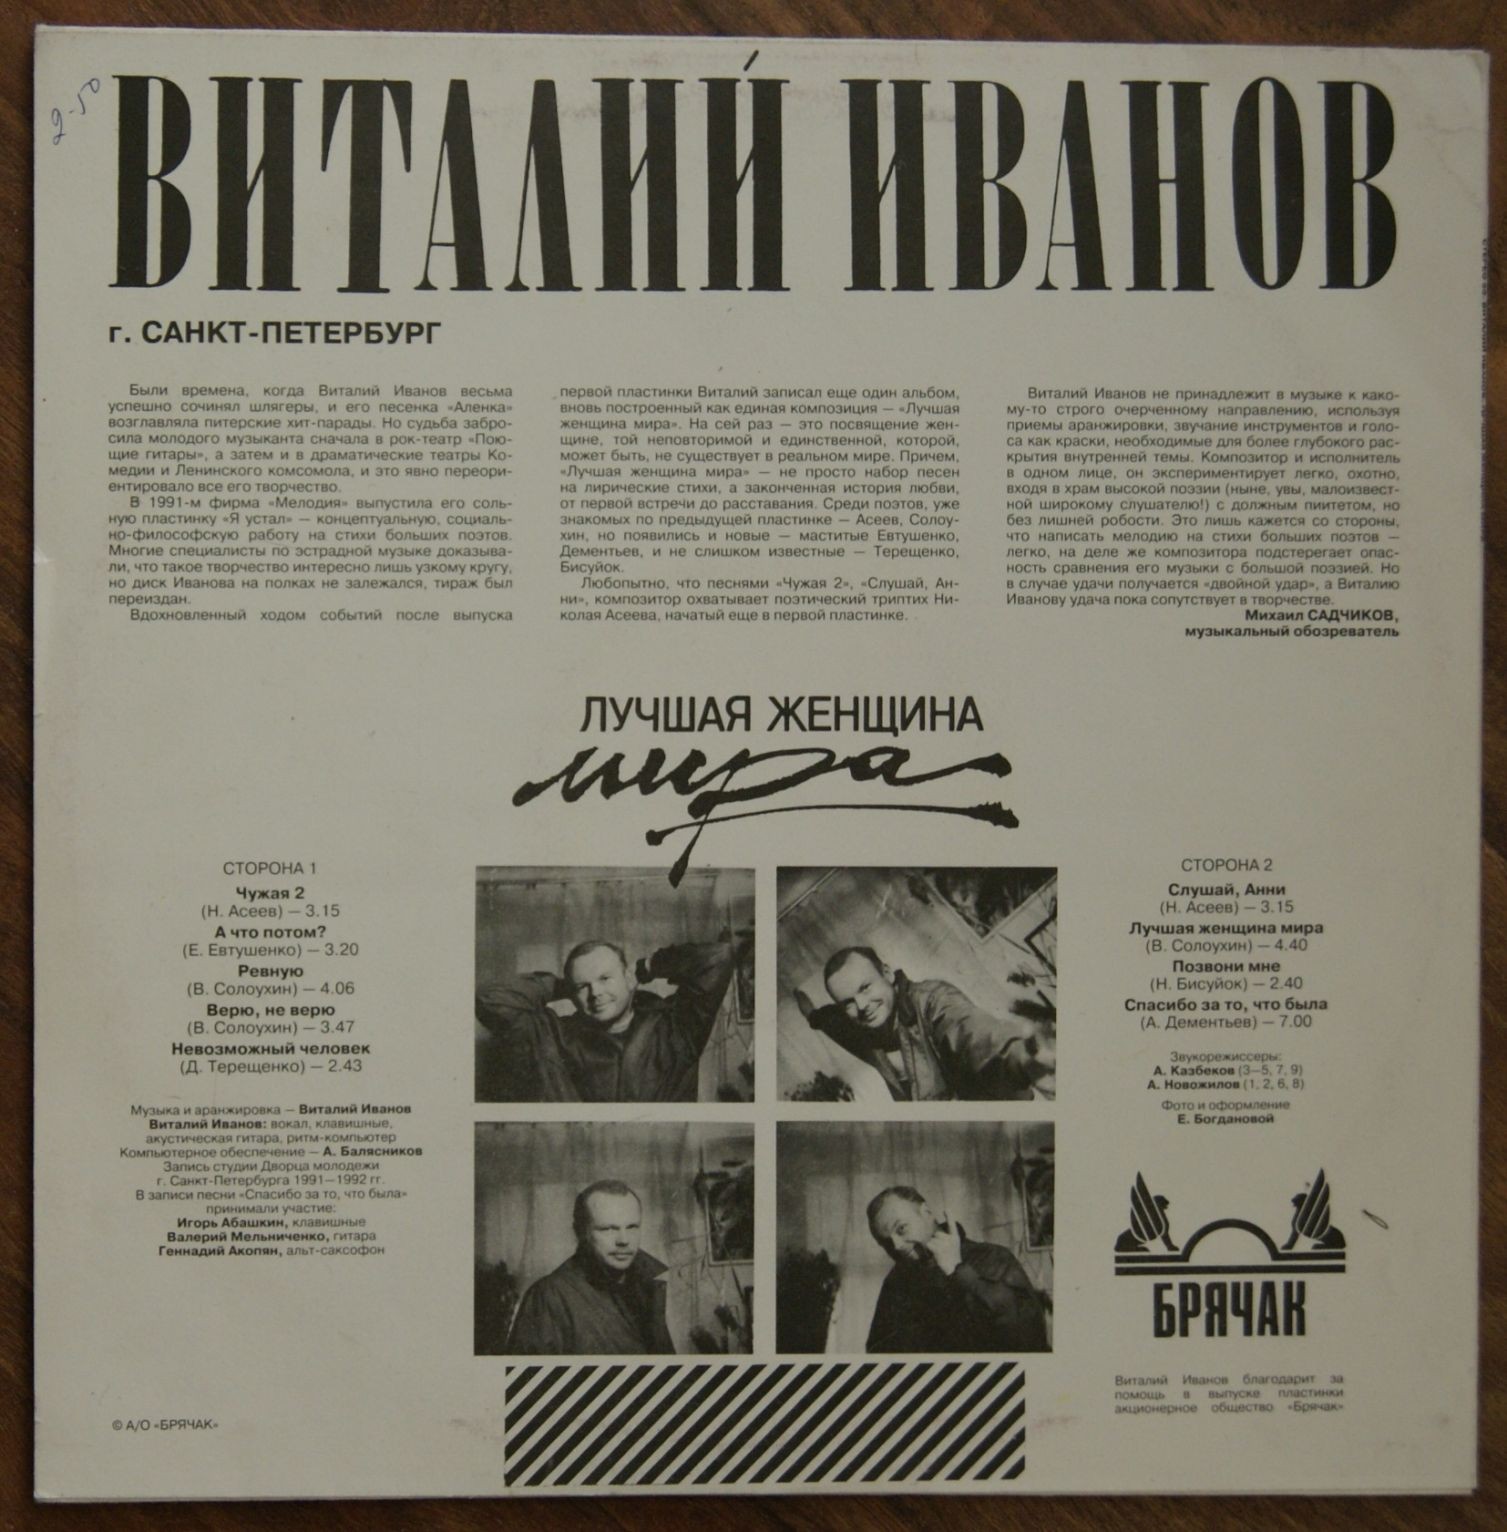 2-50
ВИТАЛИЙ ИВАНОВ
г. САНКТ-ПЕТЕРБУРГ
Были времена, когда Виталий Иванов весьма
успешно сочинял шлягеры, и его песенка «Аленка»
возглавляла питерские хит-парады. Но судьба забро-
сила молодого музыканта сначала в рок-театр «Пою-
щие гитары», а затем и в драматические театры Ко-
медии и Ленинского комсомола, и это явно переори-
ентировало все его творчество.
В 1991-м фирма «Мелодия» выпустила его соль-
ную пластинку «Я устал» — концептуальную, социаль-
но-философскую работу на стихи больших поэтов.
Многие специалисты по эстрадной музыке доказыва-
ли, что такое творчество интересно лишь узкому кругу,
но диск Иванова на полках не залежался, тираж был
переиздан.
Вдохновленный ходом событий после выпуска
первой пластинки Виталий записал еще один альбом,
вновь построенный как единая композиция — «Лучшая
женщина мира». На сей раз — это посвящение жен-
щине, той неповторимой и единственной, которой,
может быть, не существует в реальном мире. Причем,
«Лучшая женщина мира» — не просто набор песен
на лирические стихи, а законченная история любви,
от первой встречи до расставания. Среди поэтов, уже
знакомых по предыдущей пластинке — Асеев, Солоу-
хин, но появились и новые — маститые Евтушенко,
Дементьев, и не слишком известные — Терещенко,
Бисуйок.
Любопытно, что песнями «Чужая 2», «Слушай, Ан-
ни», композитор охватывает поэтический триптих Ни-
колая Асеева, начатый еще в первой пластинке.
Виталий Иванов не принадлежит в музыке к како-
му-то строго очерченному направлению, используя
приемы аранжировки, звучание инструментов и голо-
са как краски, необходимые для более глубокого рас-
крытия внутренней темы. Композитор и исполнитель
в одном лице, он экспериментирует легко, охотно,
входя в храм высокой поэзии (ныне, увы, малоизвест-
ной широкому слушателю!) с должным пиитетом, но
без лишней робости. Это лишь кажется со стороны,
что написать мелодию на стихи больших поэтов —
легко, на деле же композитора подстерегает опас-
ность сравнения его музыки с большой поэзией. Но
в случае удачи получается «двойной удар», а Виталию
Иванову удача пока сопутствует в творчестве.
Михаил САДЧИКОВ,
музыкальный обозреватель
ЛУЧШАЯ ЖЕНЩИНА
мира
СТОРОНА 1
Чужая 2
(Н. Асеев) — 3.15
А что потом?
(Е. Евтушенко) — 3.20
Ревную
(В. Солоухин) — 4.06
Верю, не верю
(В. Солоухин) — 3.47
Невозможный человек
(Д. Терещенко) — 2.43
Музыка и аранжировка — Виталий Иванов
Виталий Иванов: вокал, клавишные,
акустическая гитара, ритм-компьютер
Компьютерное обеспечение — А. Балясников
Запись студии Дворца молодежи
г. Санкт-Петербурга 1991—1992 гг.
В записи песни «Спасибо за то, что была»
принимали участие:
Игорь Абашкин, клавишные
Валерий Мельниченко, гитара
Геннадий Акопян, альт-саксофон
© А/О «БРЯЧАК»
СТОРОНА 2
Слушай, Анни
(Н. Асеев) — 3.15
Лучшая женщина мира
(В. Солоухин) — 4.40
Позвони мне
(Н. Бисуйок) — 2.40
Спасибо за то, что была
(А. Дементьев) — 7.00
Звукорежиссеры:
А. Казбеков (3—5, 7, 9)
А. Новожилов (1, 2, 6, 8)
Фото и оформление
Е. Богдановой
БРЯЧАК
Виталий Иванов благодарит за
помощь в выпуске пластинки
акционерное общество «Брячак»